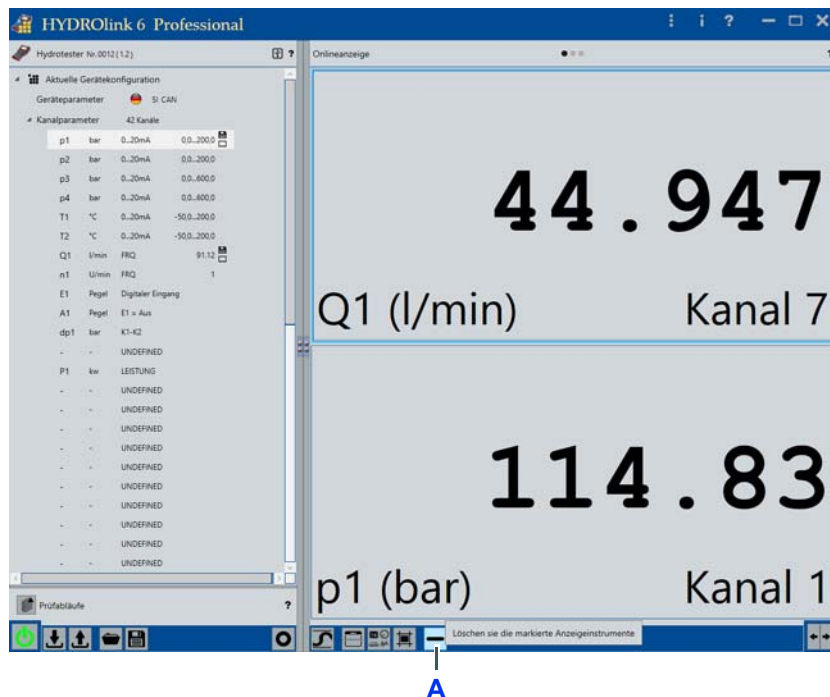 HYDROlink 6 Professional
i ?
Hydrotester Nr.0012 (1.2) ?
Aktuelle Gerätekonfiguration
Geräteparameter SI CAN
Kanalparameter 42 Kanäle
p1 bar 0...20mA 0,0...200,0
p2 bar 0...20mA 0,0...200,0
p3 bar 0...20mA 0,0...600,0
p4 bar 0...20mA 0,0...600,0
T1 °C 0...20mA -50,0...200,0
T2 °C 0...20mA -50,0...200,0
Q1 l/min FRQ 91.12
n1 U/min FRQ 1
E1 Pegel Digitaler Eingang
A1 Pegel E1 = Aus
dp1 bar K1-K2
- - UNDEFINED
P1 kw LEISTUNG
- - UNDEFINED
- - UNDEFINED
- - UNDEFINED
- - UNDEFINED
- - UNDEFINED
- - UNDEFINED
- - UNDEFINED
- - UNDEFINED
- - UNDEFINED
- - UNDEFINED
Prüfabläufe ?
Onlineanzeige
44.947
Q1 (l/min) Kanal 7
114.83
p1 (bar) Kanal 1
Löschen sie die markierte Anzeigeinstrumente
A